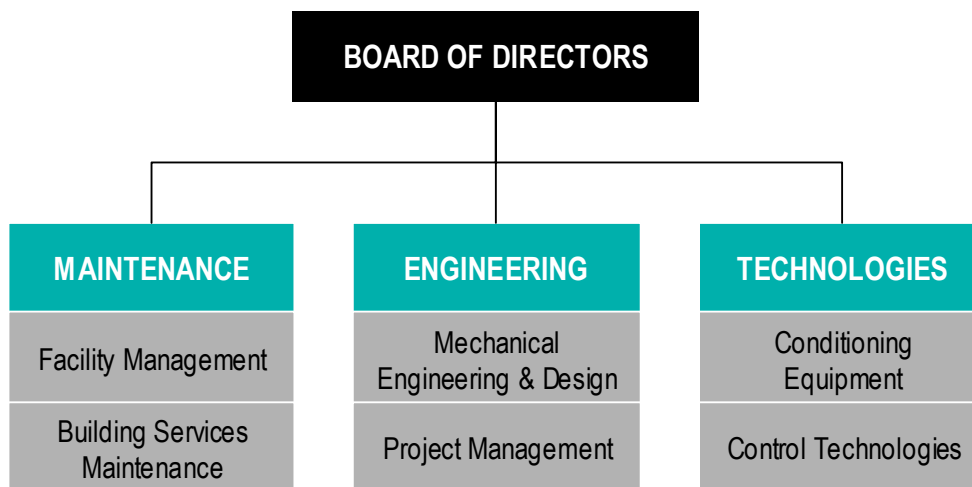 BOARD OF DIRECTORS
MAINTENANCE
Facility Management
Building Services
Maintenance
ENGINEERING
Mechanical
Engineering & Design
Project Management
TECHNOLOGIES
Conditioning
Equipment
Control Technologies